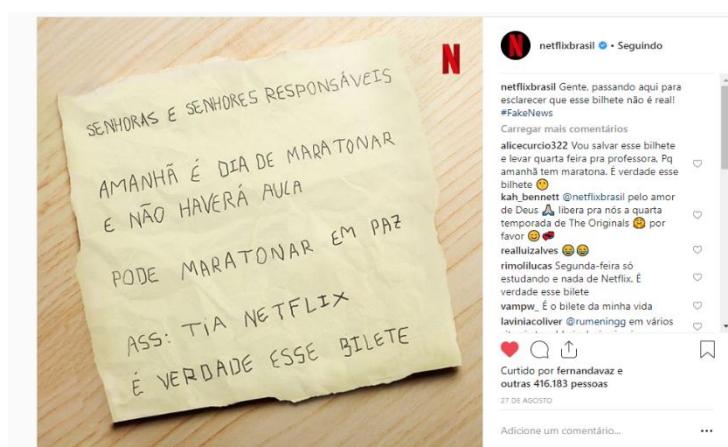 N
SENHORAS E SENHORES RESPONSÁVEIS
AMANHÃ É DIA DE MARATONAR
E NÃO HAVERÁ AULA
PODE MARATONAR EM PAZ
ASS: TIA NETFLIX
É VERDADE ESSE BILETE
N
netflixbrasil • Seguindo
netflixbrasil Gente, passando aqui para
esclarecer que esse bilhete não é real!
#FakeNews
Carregar mais comentários
alicecurcio322 Vou salvar esse bilhete
e levar quarta feira pra professora, Pq
amanhã tem maratona. É verdade esse
bilhete 😶
kah_bennett @netflixbrasil pelo amor
de Deus 🙏 libera pra nós a quarta
temporada de The Originals 😩 por
favor
realluizalves 😂😂
rimolilucas Segunda-feira só
estudando e nada de Netflix. É
verdade esse bilete
vampw_ É o bilete da minha vida
laviniacoliver @rumeningg em vários
Curtido por fernandavaz e
outras 416.183 pessoas
27 DE AGOSTO
Adicione um comentário...